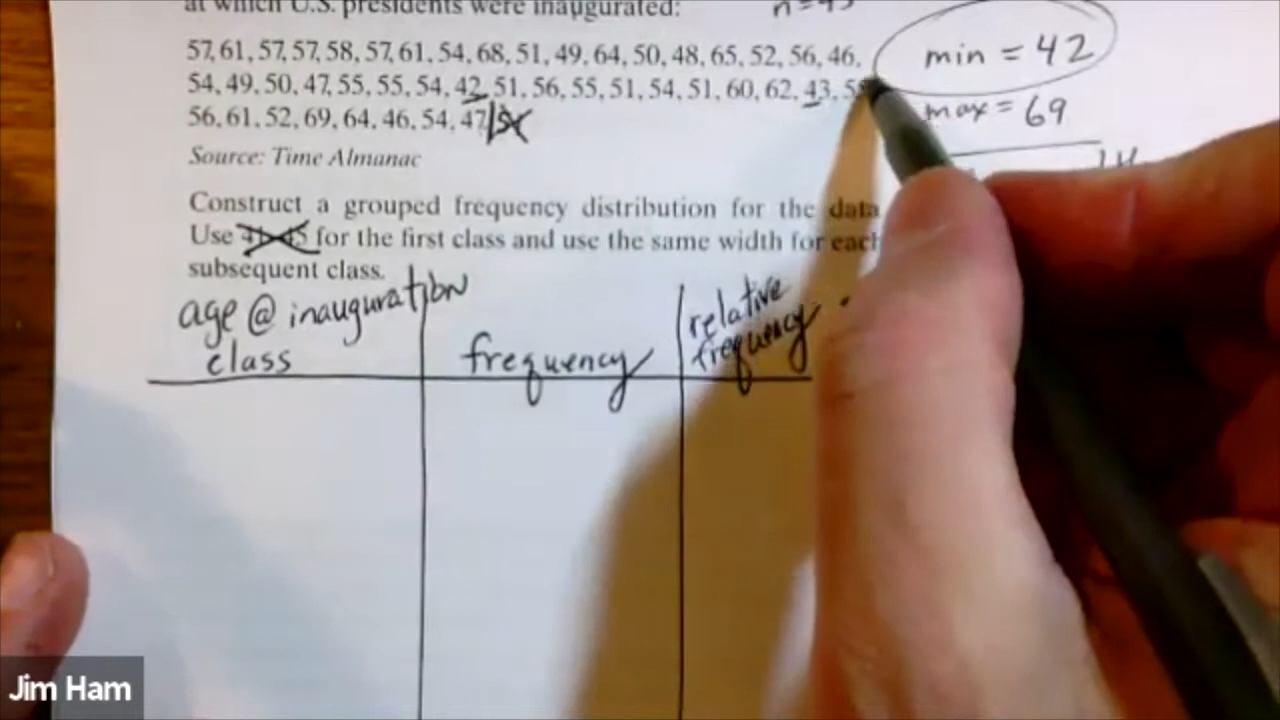 at which U.S. presidents were inaugurated:
57, 61, 57, 57, 58, 57, 61, 54, 68, 51, 49, 64, 50, 48, 65, 52, 56, 46,
min = 42
54, 49, 50, 47, 55, 55, 54, 42, 51, 56, 55, 51, 54, 51, 60, 62, 43,
max = 69
56, 61, 52, 69, 64, 46, 54, 47
Source: Time Almanac
Construct a grouped frequency distribution for the data
Use 41–45 for the first class and use the same width for each
subsequent class.
age @ inauguration
class
frequency
relative
frequency
Jim Ham